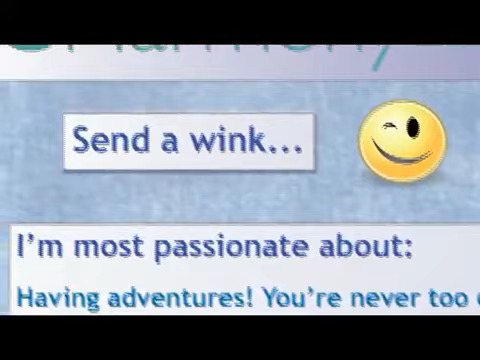 Send a wink...
I'm most passionate about:
Having adventures! You're never too